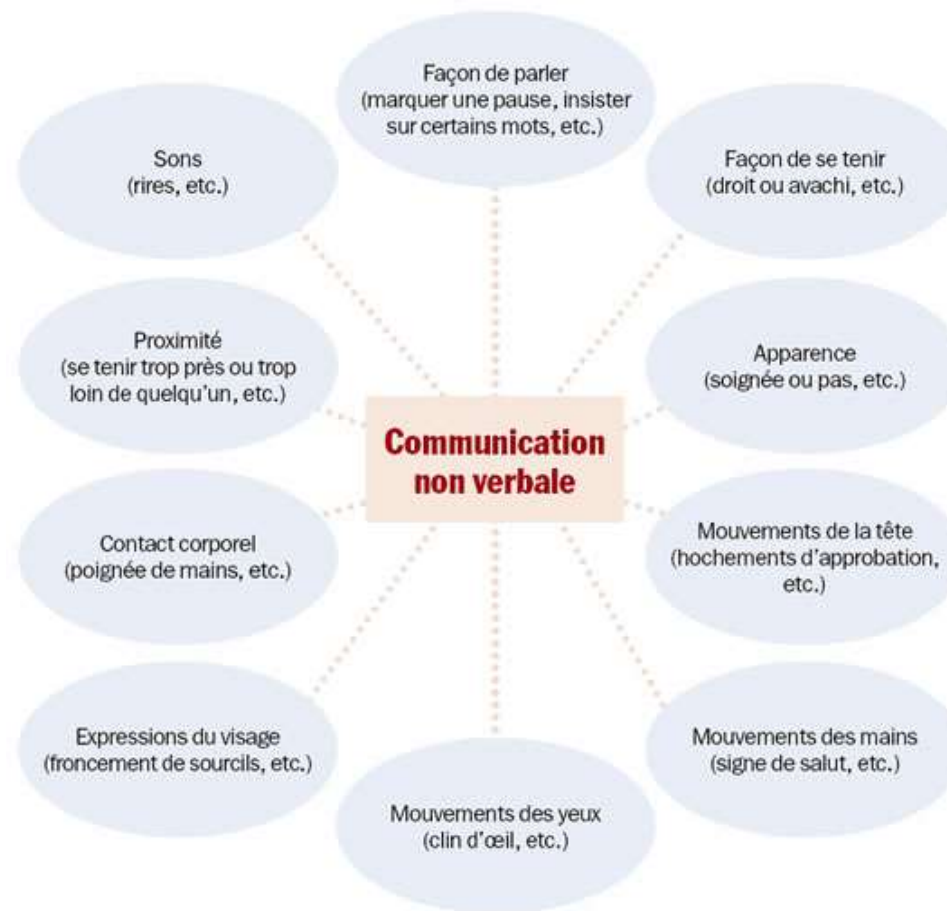 Façon de parler
(marquer une pause, insister
sur certains mots, etc.)
Sons
(rires, etc.)
Façon de se tenir
(droit ou avachi, etc.)
Proximité
(se tenir trop près ou trop
loin de quelqu'un, etc.)
Apparence
(soignée ou pas, etc.)
Communication
non verbale
Contact corporel
(poignée de mains, etc.)
Mouvements de la tête
(hochements d'approbation,
etc.)
Expressions du visage
(froncement de sourcils, etc.)
Mouvements des mains
(signe de salut, etc.)
Mouvements des yeux
(clin d'œil, etc.)